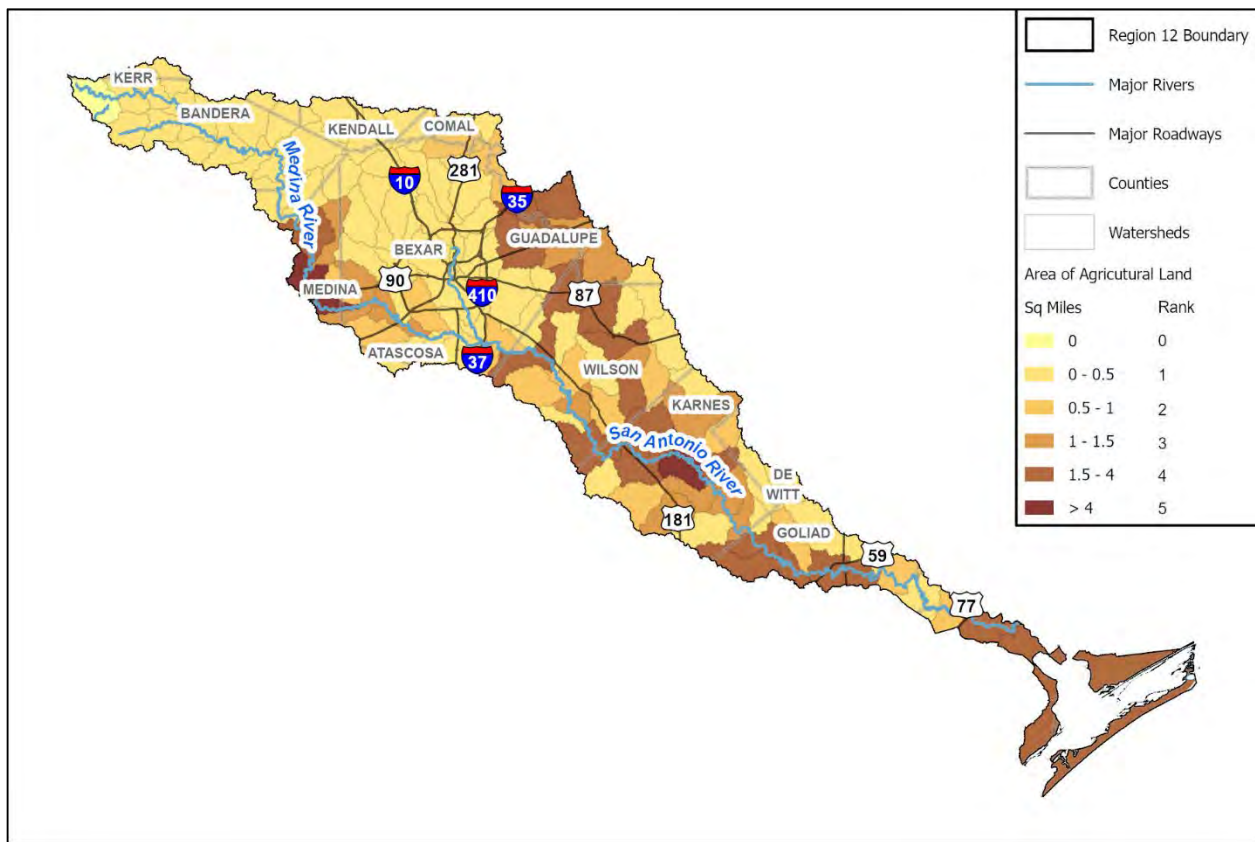 KERR
BANDERA
KENDALL
COMAL
Medina River
10
281
35
BEXAR
GUADALUPE
90
MEDINA
410
87
ATASCOSA
37
WILSON
KARNES
San Antonio River
DE
WITT
181
GOLIAD
59
77
Region 12 Boundary
Major Rivers
Major Roadways
Counties
Watersheds
Area of Agricutural Land
Sq Miles Rank
0 0
0 - 0.5 1
0.5 - 1 2
1 - 1.5 3
1.5 - 4 4
> 4 5